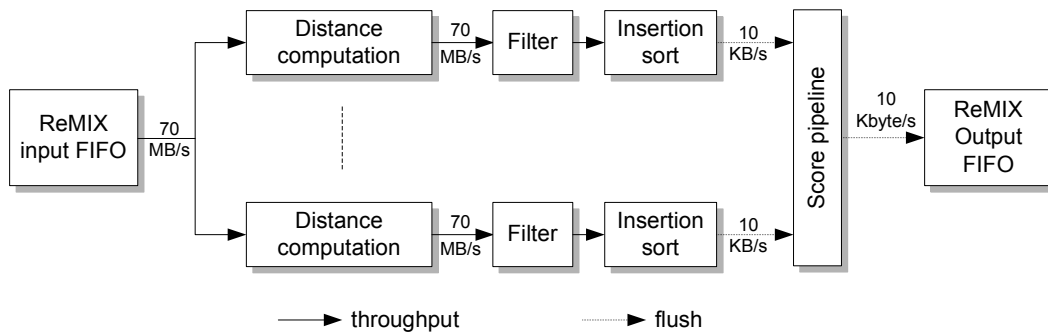 ReMIX
input FIFO
70
MB/s
Distance
computation
70
MB/s
Filter
Insertion
sort
10
KB/s
Distance
computation
70
MB/s
Filter
Insertion
sort
10
KB/s
Score pipeline
10
Kbyte/s
ReMIX
Output
FIFO
throughput
flush